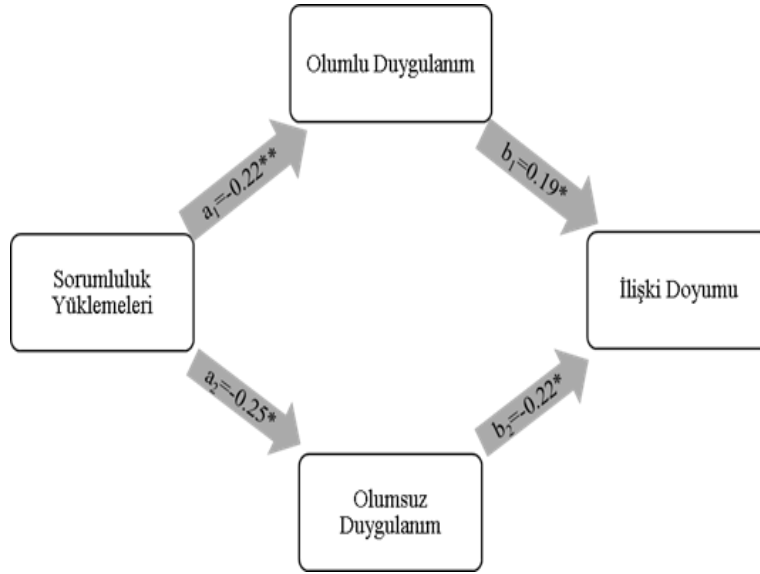 Olumlu Duygulanım
a₁=-0.22**
b₁=0.19*
Sorumluluk
Yüklemeleri
İlişki Doyumu
a₂=-0.25*
b₂=-0.22*
Olumsuz
Duygulanım